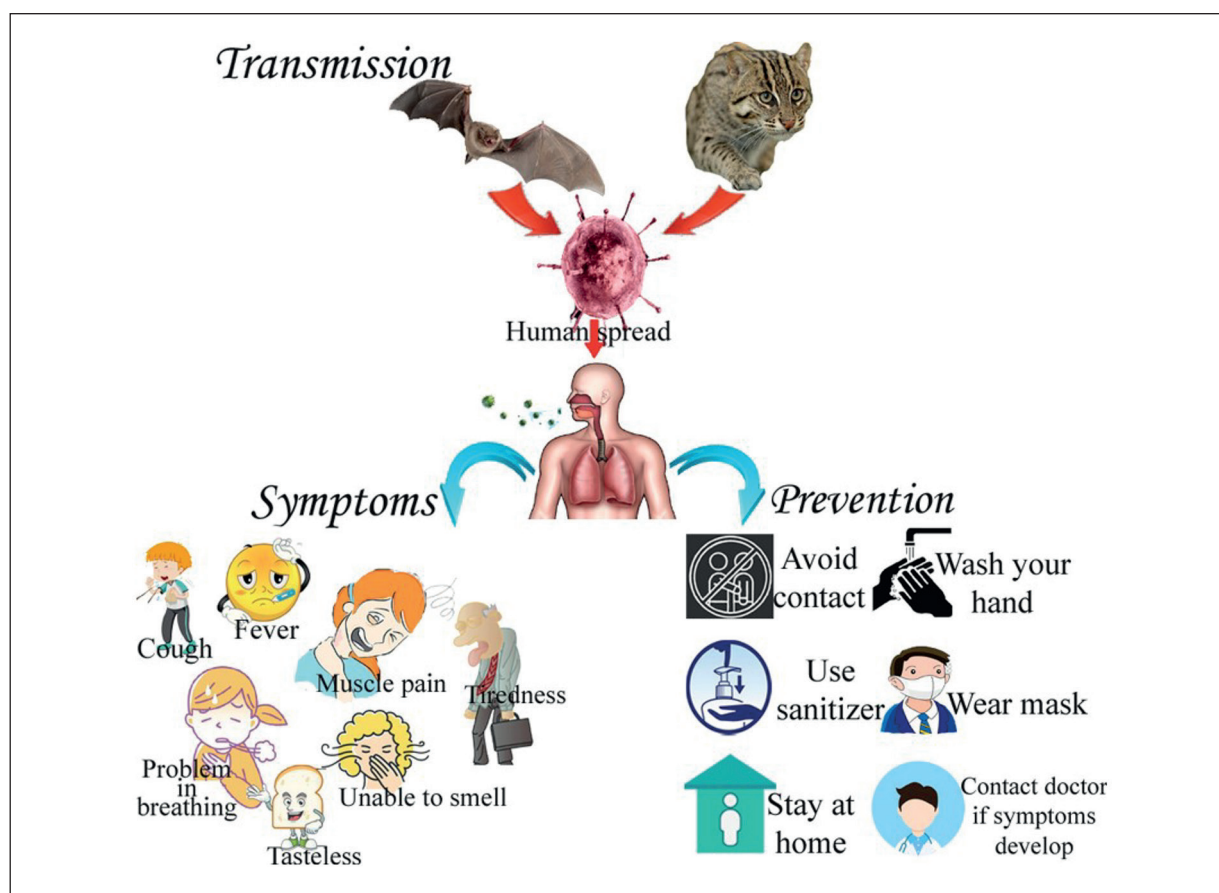 Transmission
Human spread
Symptoms
Cough
Fever
Muscle pain
Tiredness
Problem
in
breathing
Unable to smell
Tasteless
Prevention
Avoid
contact
Wash your
hand
Use
sanitizer
Wear mask
Stay at
home
Contact doctor
if symptoms
develop